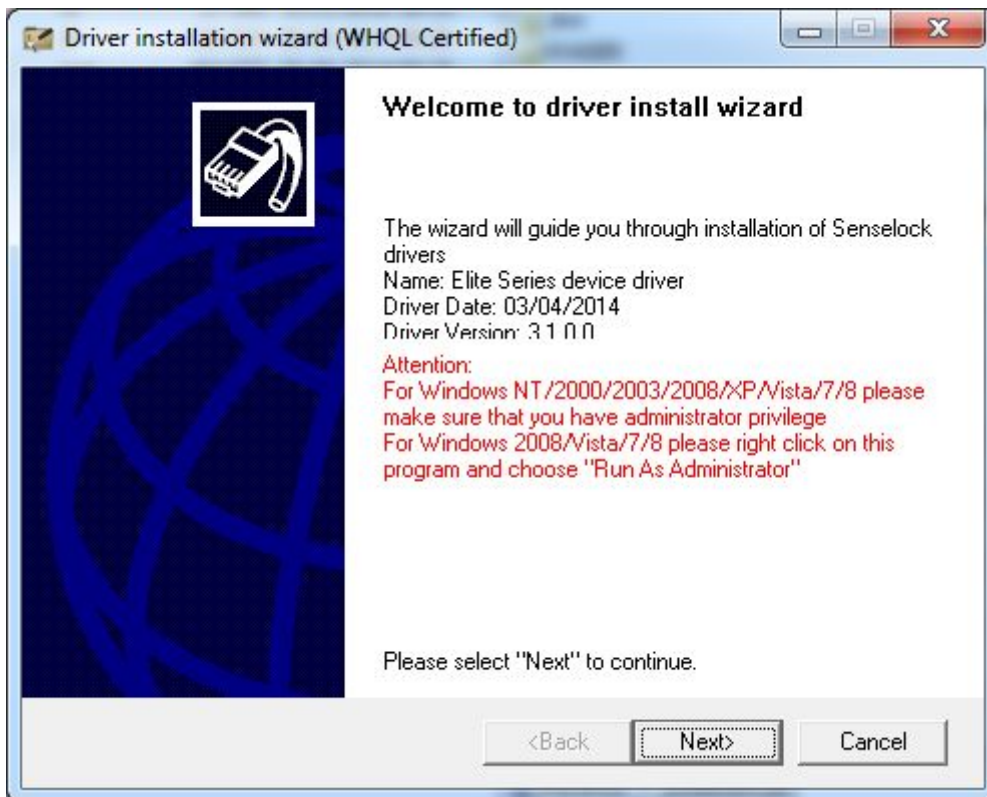 Driver installation wizard (WHQL Certified)
Welcome to driver install wizard
The wizard will guide you through installation of Senselock
drivers
Name: Elite Series device driver
Driver Date: 03/04/2014
Driver Version: 3.1.0.0
Attention:
For Windows NT/2000/2003/2008/XP/Vista/7/8 please
make sure that you have administrator privilege
For Windows 2008/Vista/7/8 please right click on this
program and choose "Run As Administrator"
Please select "Next" to continue.
<Back
Next>
Cancel